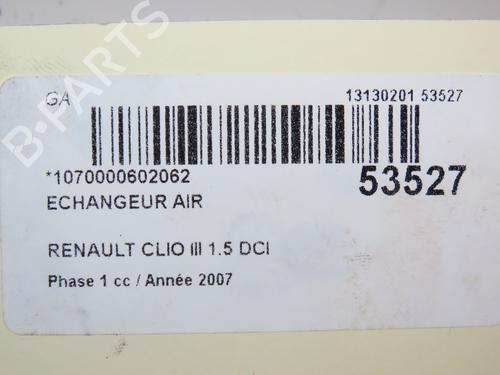 GA 13130201 53527
*1070000602062 53527
ECHANGEUR AIR
RENAULT CLIO III 1.5 DCI
Phase 1 cc / Année 2007
B-PARTS